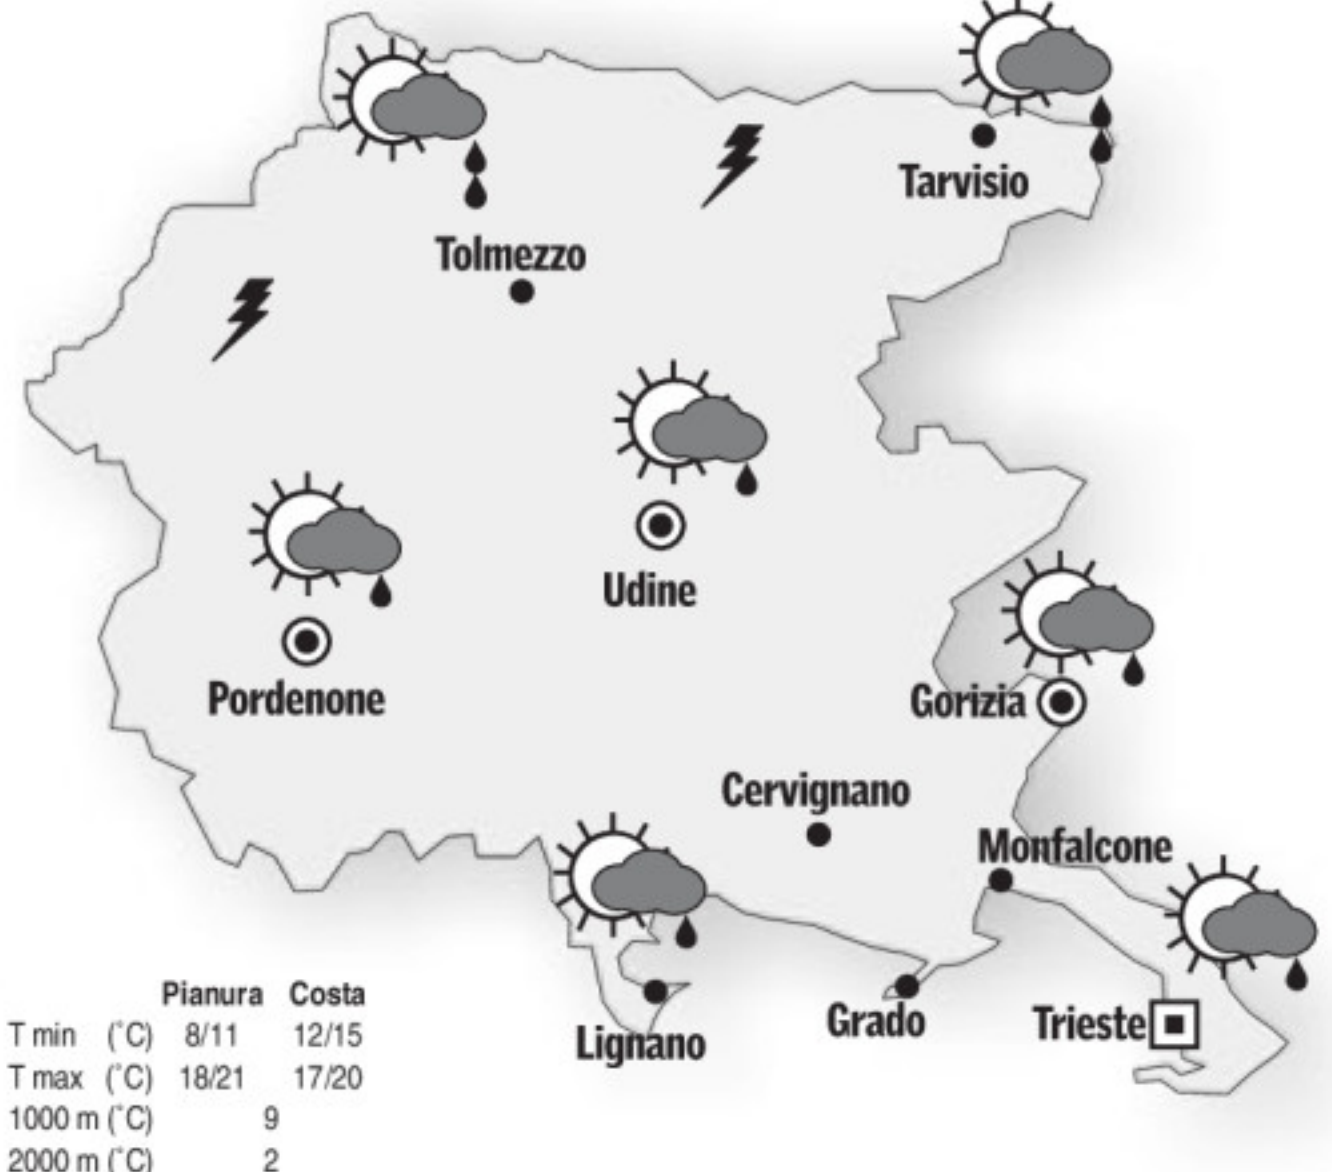 Tarvisio
Tolmezzo
Udine
Pordenone
Gorizia
Cervignano
Monfalcone
Grado
Trieste
Lignano
Pianura Costa
T min (°C) 8/11 12/15
T max (°C) 18/21 17/20
1000 m (°C) 9
2000 m (°C) 2